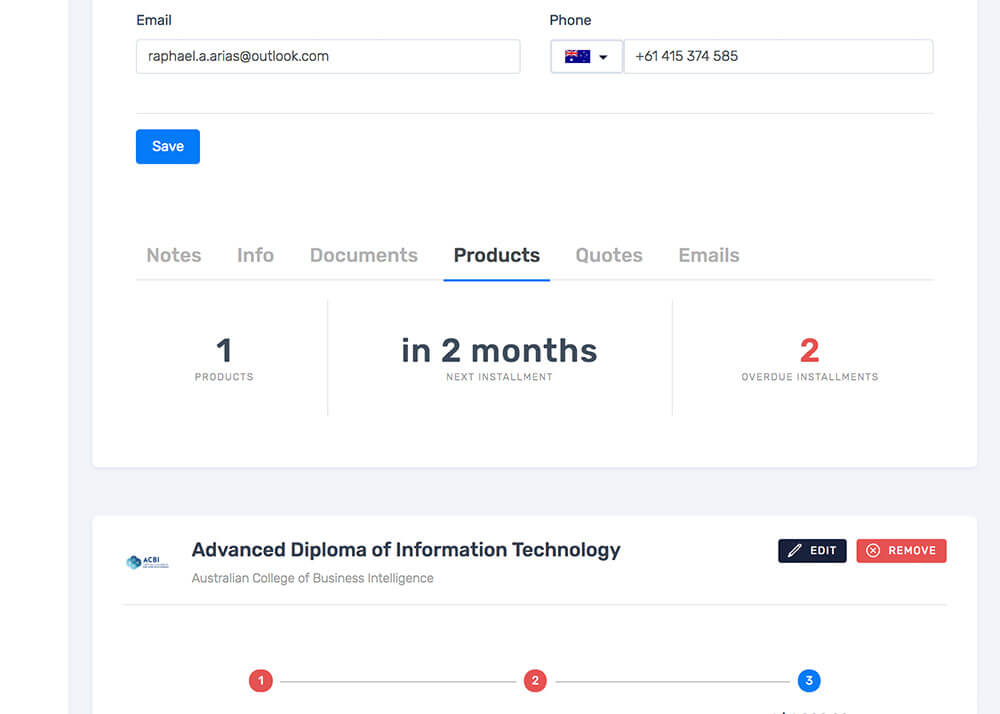 Email
Phone
raphael.a.arias@outlook.com
+61 415 374 585
Save
Notes Info Documents Products Quotes Emails
1
PRODUCTS
in 2 months
NEXT INSTALLMENT
2
OVERDUE INSTALLMENTS
ACBI
Advanced Diploma of Information Technology
Australian College of Business Intelligence
EDIT
REMOVE
1
2
3